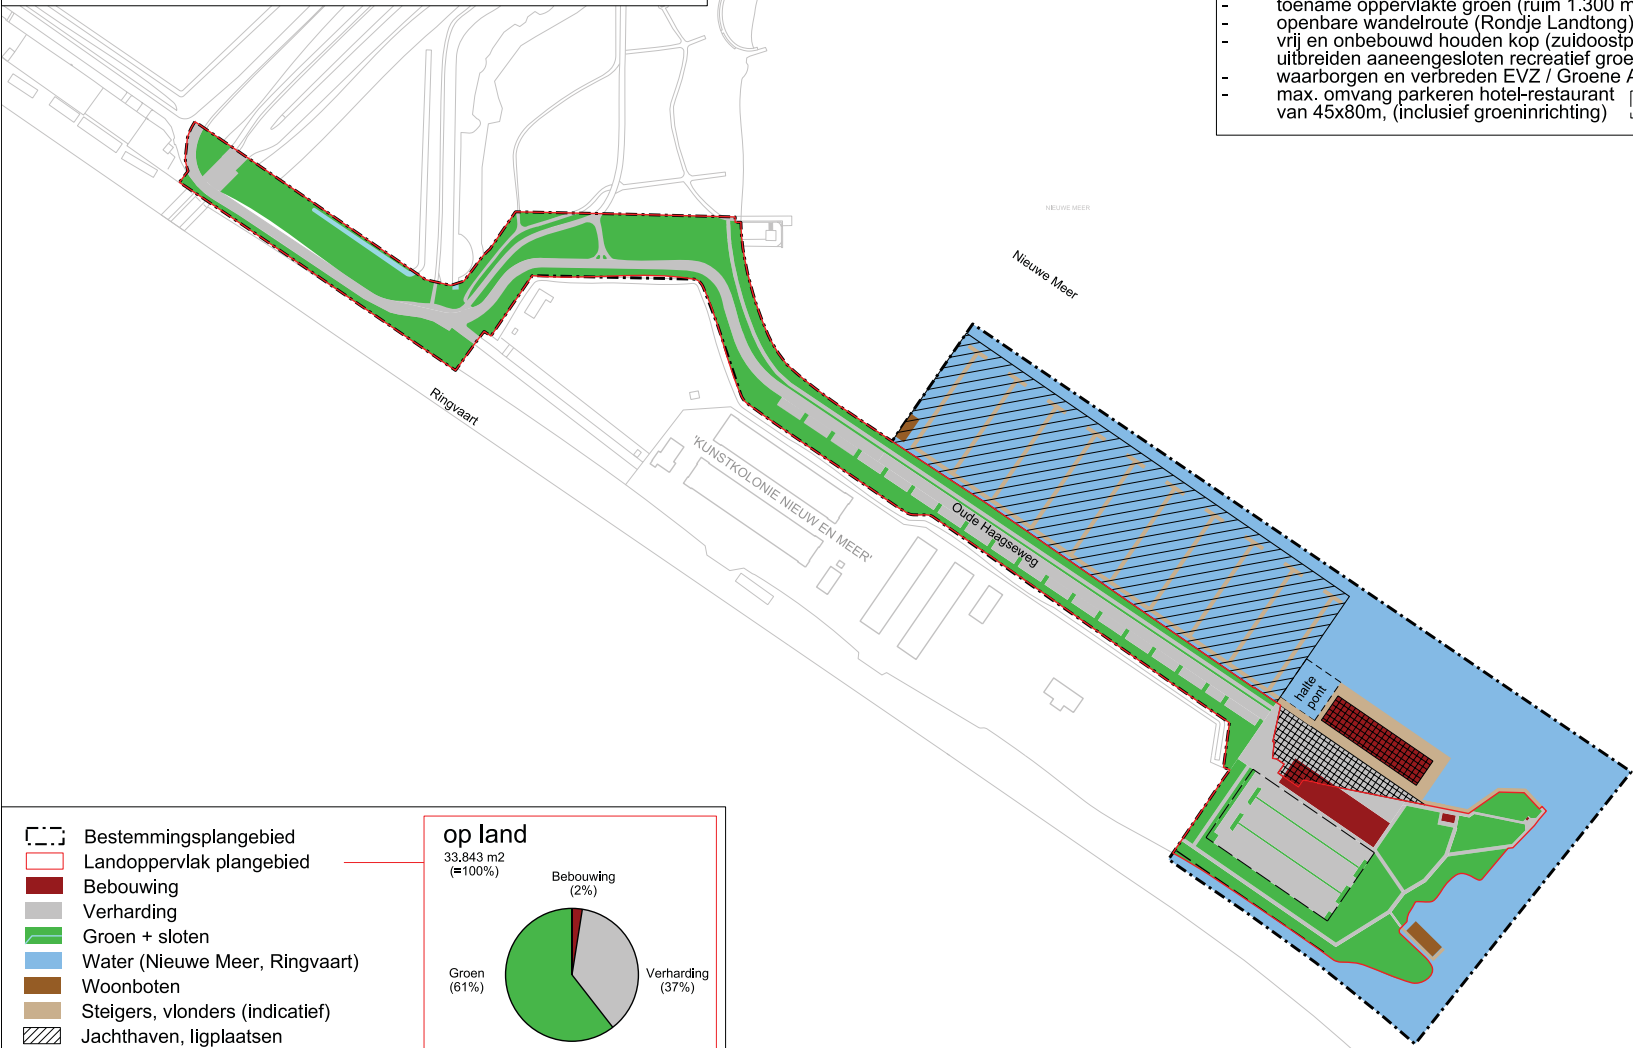 - toename oppervlakte groen (ruim 1.300 m
- openbare wandelroute (Rondje Landtong)
- vrij en onbebouwd houden kop (zuidoostp
uitbreiden aaneengesloten recreatief groe
- waarborgen en verbreden EVZ / Groene A
- max. omvang parkeren hotel-restaurant
van 45x80m, (inclusief groeninrichting)
NIEUWE MEER
Nieuwe Meer
Ringvaart
'KUNSTKOLONIE NIEUW EN MEER'
Oude Haagseweg
halte
pont
Bestemmingsplangebied
Landoppervlak plangebied
Bebouwing
Verharding
Groen + sloten
Water (Nieuwe Meer, Ringvaart)
Woonboten
Steigers, vlonders (indicatief)
Jachthaven, ligplaatsen
op land
33.843 m2
(=100%)
Bebouwing
(2%)
Groen
(61%)
Verharding
(37%)